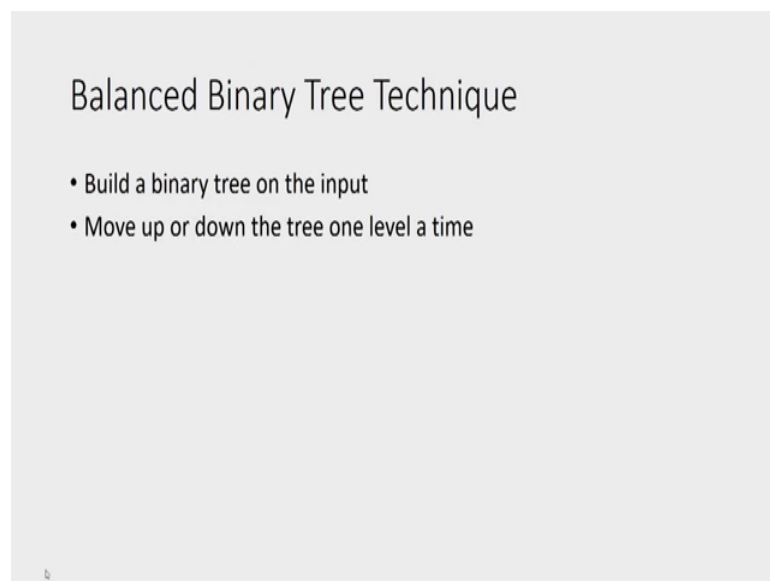 Balanced Binary Tree Technique
• Build a binary tree on the input
• Move up or down the tree one level a time